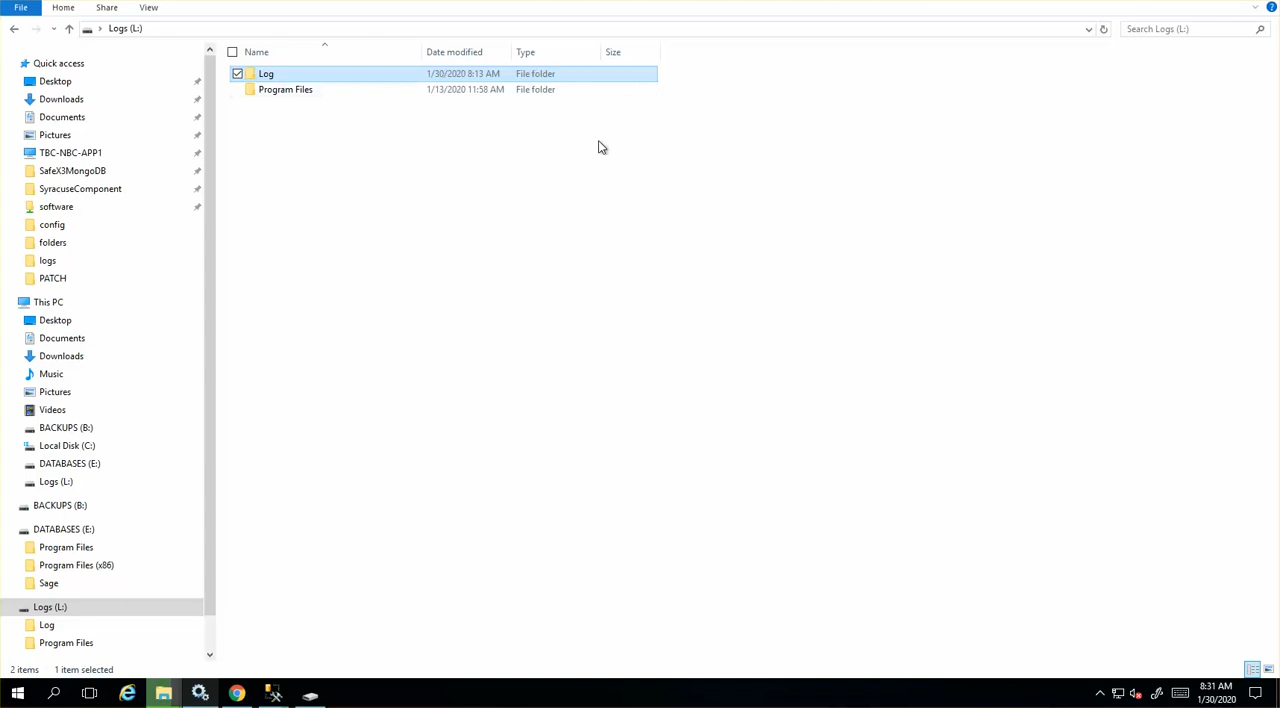 File Home Share View
Logs (L:) Search Logs (L:)
Name Date modified Type Size
Log 1/30/2020 8:13 AM File folder
Program Files 1/13/2020 11:58 AM File folder
Quick access
Desktop
Downloads
Documents
Pictures
TBC-NBC-APP1
SafeX3MongoDB
SyracuseComponent
software
config
folders
logs
PATCH
This PC
Desktop
Documents
Downloads
Music
Pictures
Videos
BACKUPS (B:)
Local Disk (C:)
DATABASES (E:)
Logs (L:)
BACKUPS (B:)
DATABASES (E:)
Program Files
Program Files (x86)
Sage
Logs (L:)
Log
Program Files
2 items 1 item selected
8:31 AM
1/30/2020